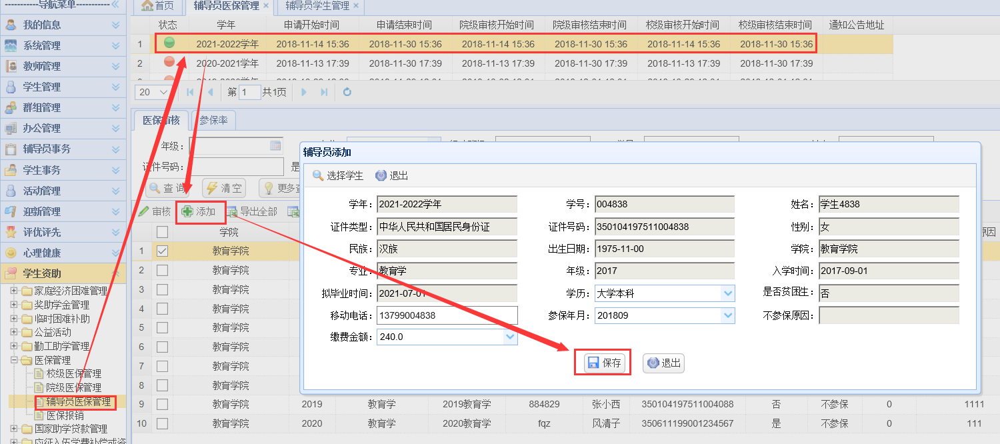 -----------导航菜单-----------
我的信息
系统管理
教师管理
学生管理
群组管理
办公管理
辅导员事务
学生事务
活动管理
迎新管理
评优评先
心理健康
学生资助
家庭经济困难管理
奖助学金管理
临时困难补助
公益活动
勤工助学管理
医保管理
校级医保管理
院级医保管理
辅导员医保管理
医保报销
国家助学贷款管理
应征入伍学费补偿或资
首页 辅导员医保管理 × 辅导员学生管理 ×
状态 学年 申请开始时间 申请结束时间 院级审核开始时间 院级审核结束时间 校级审核开始时间 校级审核结束时间 通知公告地址
1 2021-2022学年 2018-11-14 15:36 2018-11-30 15:36 2018-11-14 15:36 2018-11-30 15:36 2018-11-14 15:36 2018-11-30 15:36
2 2020-2021学年 2018-11-13 17:39 2018-11-30 17:39 2018-11-13 17:39 2018-11-30 17:39 2018-11-13 17:39 2018-11-30 17:39
20 第 1 共1页
医保审核 参保率
年级:
证件号码: 是
查 询 清 空 更多查
审核 添加 导出全部
学院 原因
1 教育学院
2 教育学院
3 教育学院
4 教育学院
5 教育学院
6 教育学院
7 教育学院
8 教育学院
9 教育学院 2019 教育学 2019教育学 884829 张小西 350104197511004088 否 不参保 0 1111
10 教育学院 2020 教育学 2020教育学 fqz 风清子 350611199001234567 是 不参保 0 111
辅导员添加
选择学生 退出
学年: 2021-2022学年 学号: 004838 姓名: 学生4838
证件类型: 中华人民共和国居民身份证 证件号码: 350104197511004838 性别: 女
民族: 汉族 出生日期: 1975-11-00 学院: 教育学院
专业: 教育学 年级: 2017 入学时间: 2017-09-01
拟毕业时间: 2021-07-01 学历: 大学本科 是否贫困生: 否
移动电话: 13799004838 参保年月: 201809 不参保原因:
缴费金额: 240.0
保存 退出